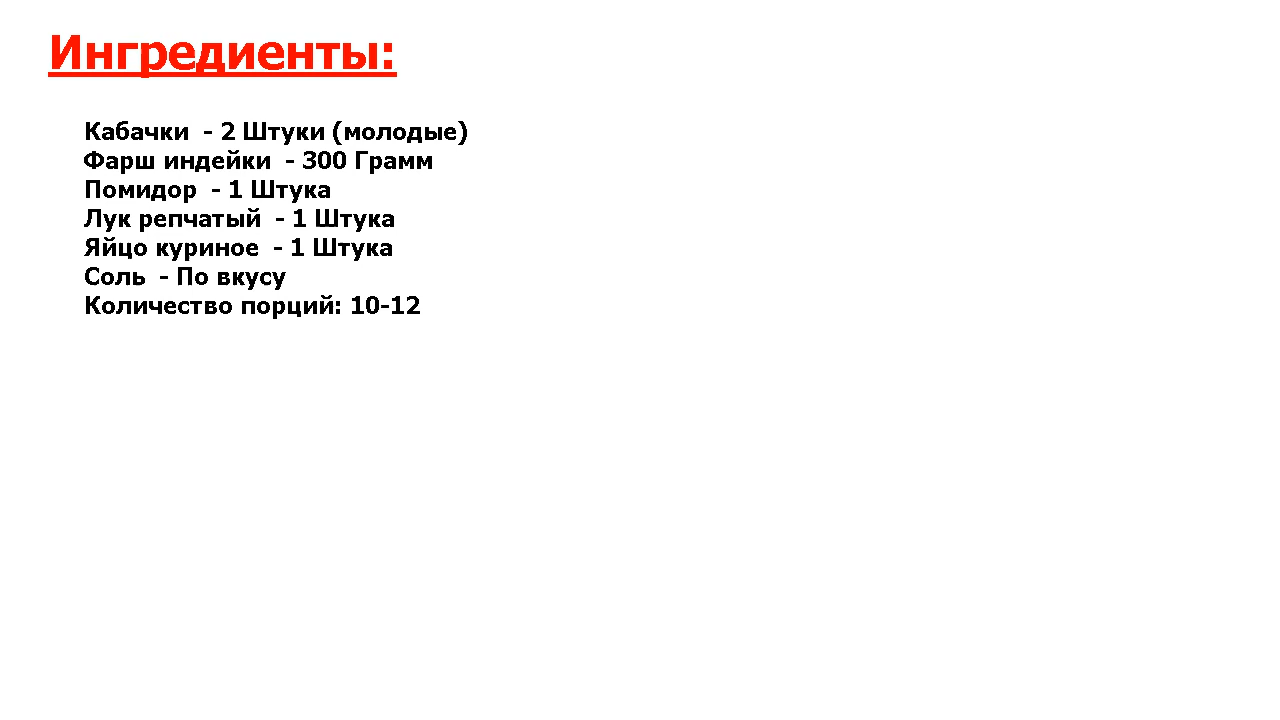 Ингредиенты:
Кабачки  - 2 Штуки (молодые)
Фарш индейки  - 300 Грамм
Помидор  - 1 Штука
Лук репчатый  - 1 Штука
Яйцо куриное  - 1 Штука
Соль  - По вкусу
Количество порций: 10-12